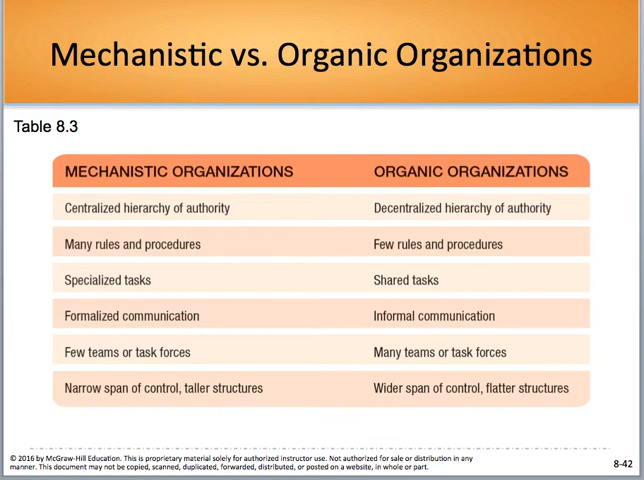 Mechanistic vs. Organic Organizations
Table 8.3
MECHANISTIC ORGANIZATIONS ORGANIC ORGANIZATIONS
Centralized hierarchy of authority Decentralized hierarchy of authority
Many rules and procedures Few rules and procedures
Specialized tasks Shared tasks
Formalized communication Informal communication
Few teams or task forces Many teams or task forces
Narrow span of control, taller structures Wider span of control, flatter structures
© 2016 by McGraw-Hill Education. This is proprietary material solely for authorized instructor use. Not authorized for sale or distribution in any
manner. This document may not be copied, scanned, duplicated, forwarded, distributed, or posted on a website, in whole or part.
8-42